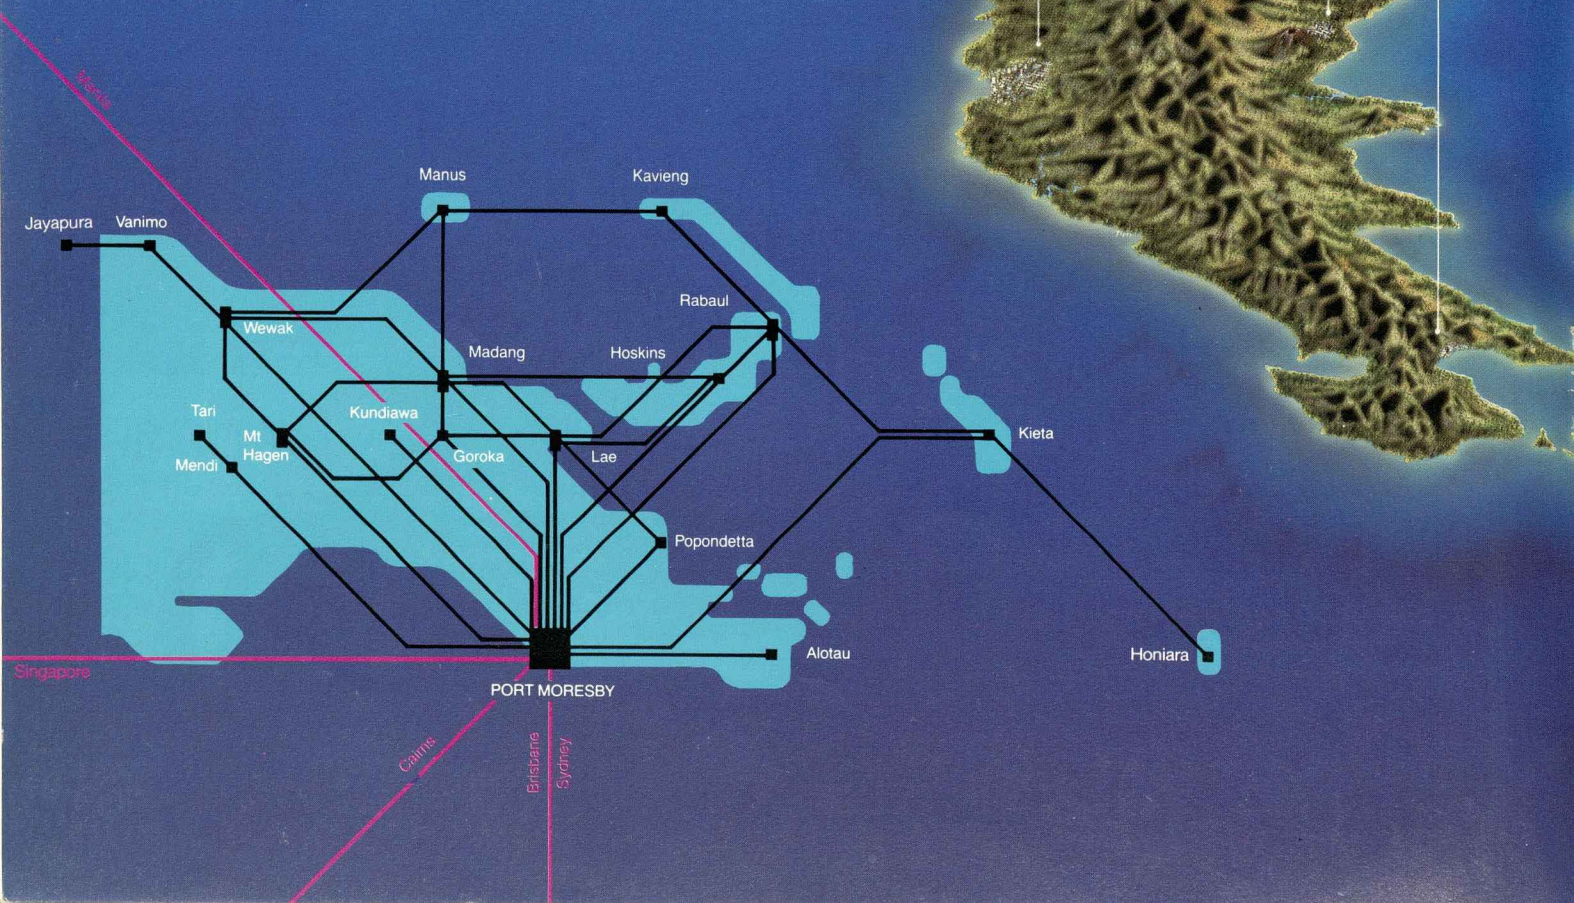 Manila
Manus
Kavieng
Jayapura
Vanimo
Rabaul
Wewak
Madang
Hoskins
Tari
Kundiawa
Mt
Hagen
Kieta
Mendi
Goroka
Lae
Popondetta
Singapore
Alotau
Honiara
PORT MORESBY
Cairns
Brisbane
Sydney